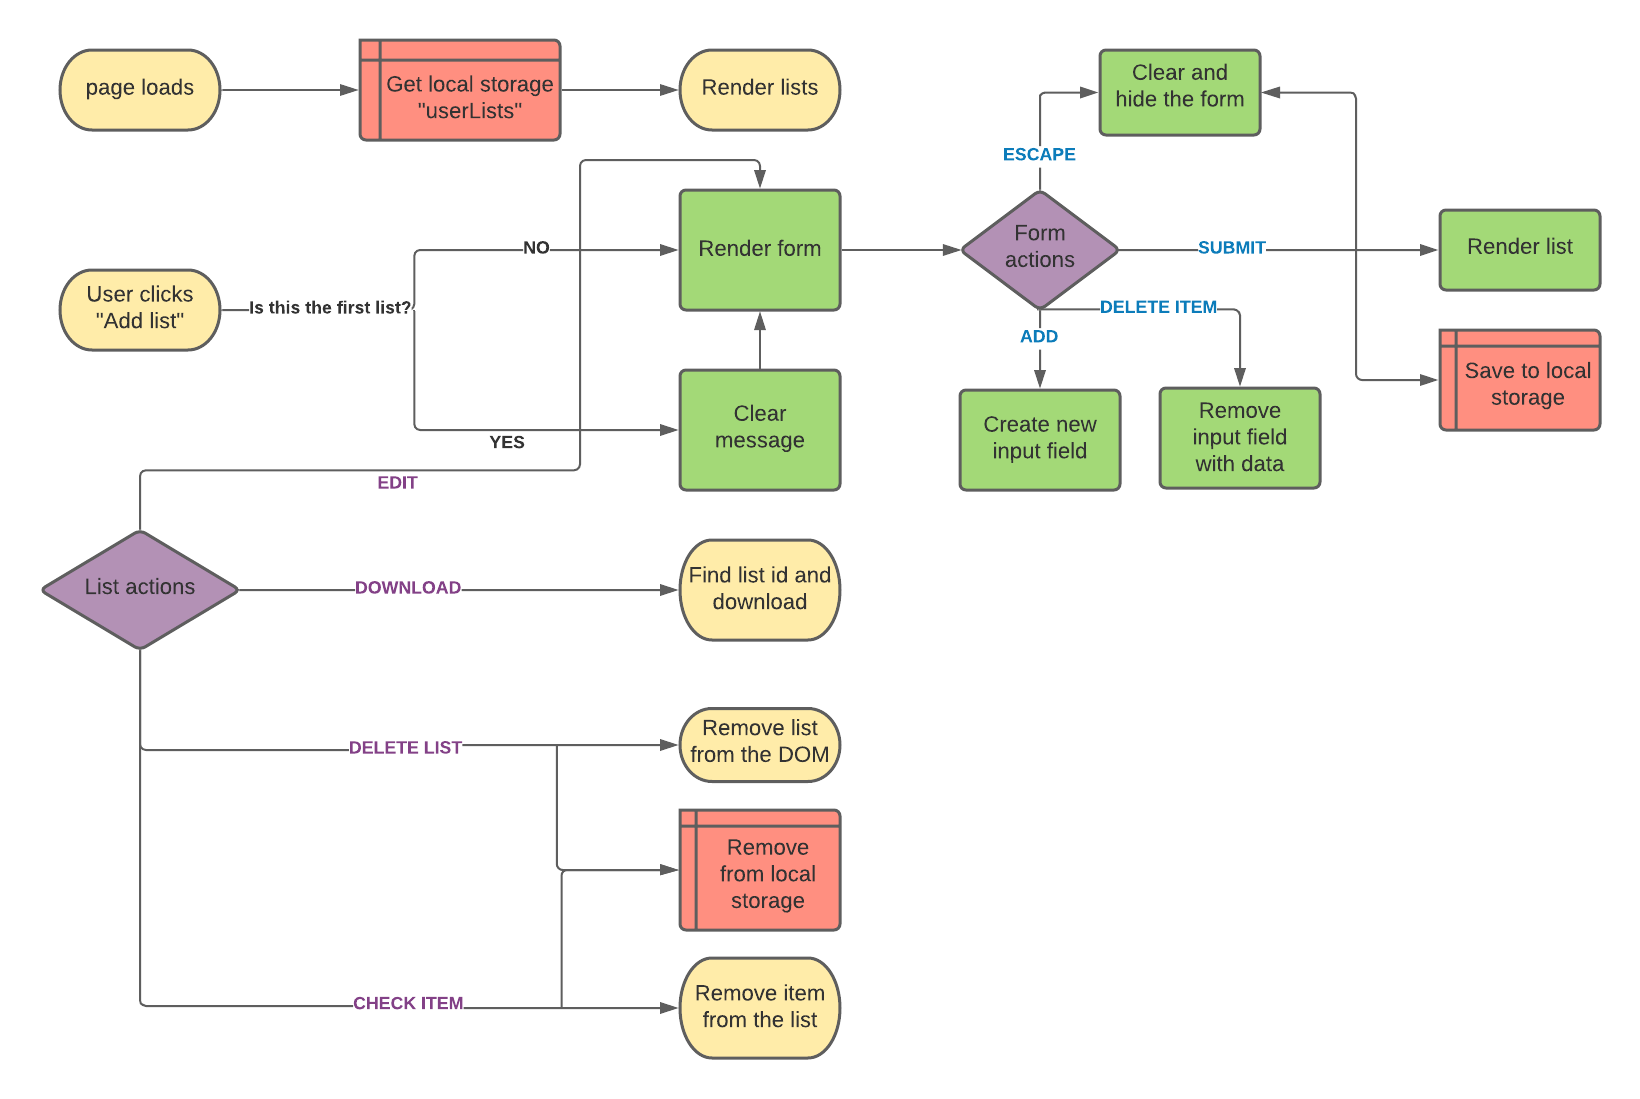 page loads
Get local storage
"userLists"
Render lists
Clear and
hide the form
ESCAPE
User clicks
"Add list"
Is this the first list?
NO
YES
Render form
Clear
message
Form
actions
SUBMIT
Render list
DELETE ITEM
ADD
Create new
input field
Remove
input field
with data
Save to local
storage
EDIT
List actions
DOWNLOAD
Find list id and
download
DELETE LIST
Remove list
from the DOM
Remove
from local
storage
CHECK ITEM
Remove item
from the list